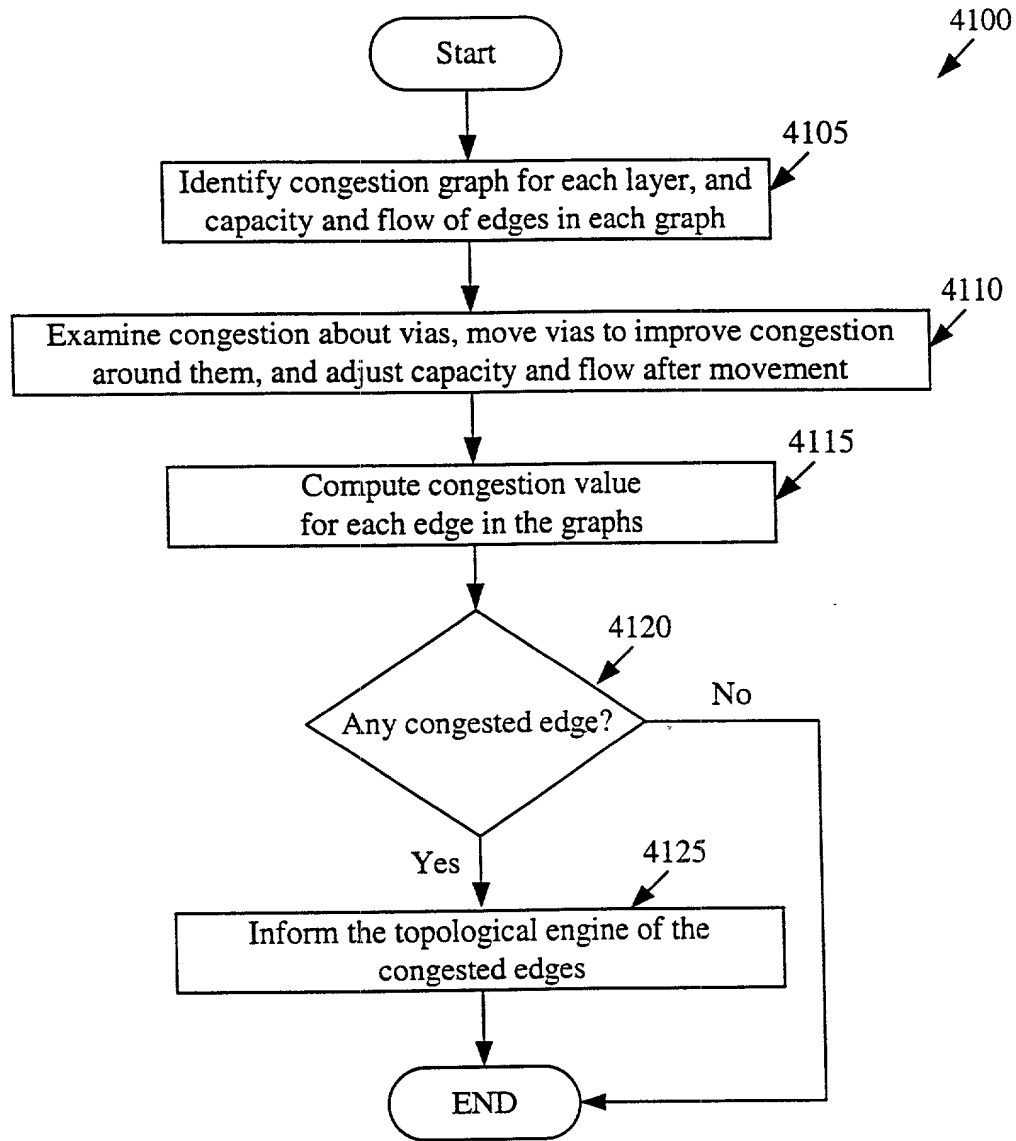 4100
Start
4105
Identify congestion graph for each layer, and
capacity and flow of edges in each graph
4110
Examine congestion about vias, move vias to improve congestion
around them, and adjust capacity and flow after movement
4115
Compute congestion value
for each edge in the graphs
4120
Any congested edge?
No
Yes
4125
Inform the topological engine of the
congested edges
END